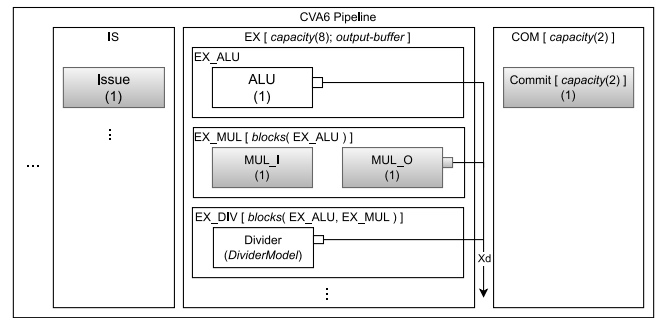 CVA6 Pipeline
IS
Issue
(1)
⋮
...
EX [ capacity(8); output-buffer ]
EX_ALU
ALU
(1)
EX_MUL [ blocks( EX_ALU ) ]
MUL_I
(1)
MUL_O
(1)
EX_DIV [ blocks( EX_ALU, EX_MUL ) ]
Divider
(DividerModel)
⋮
Xd
COM [ capacity(2) ]
Commit [ capacity(2) ]
(1)